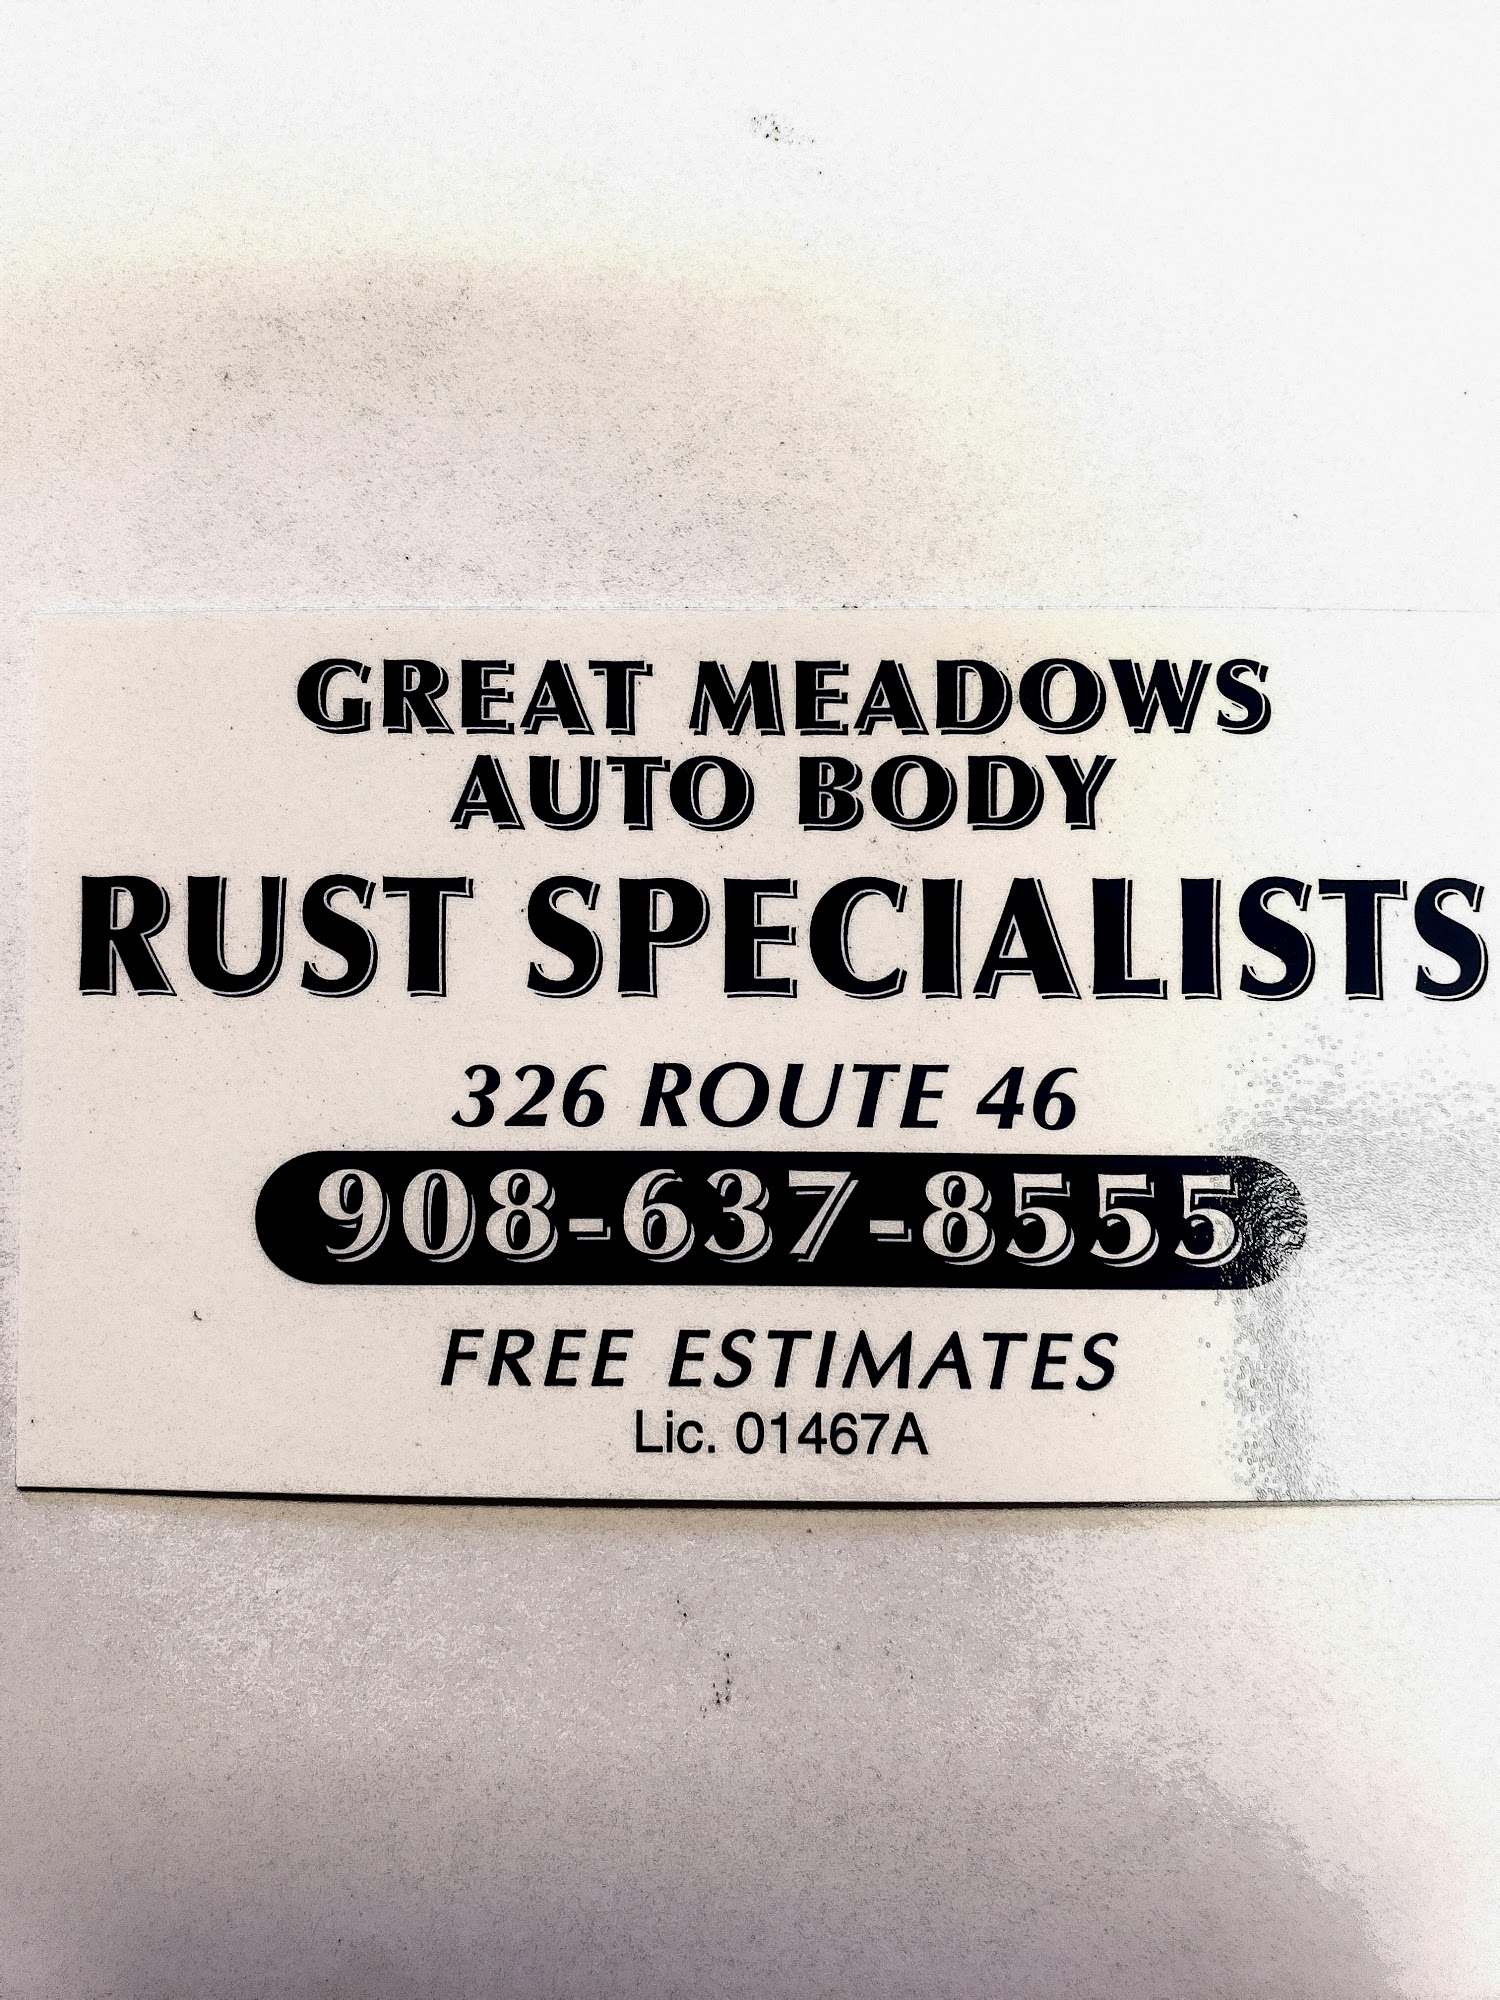 GREAT MEADOWS
AUTO BODY
RUST SPECIALISTS
326 ROUTE 46
908-637-8555
FREE ESTIMATES
Lic. 01467A